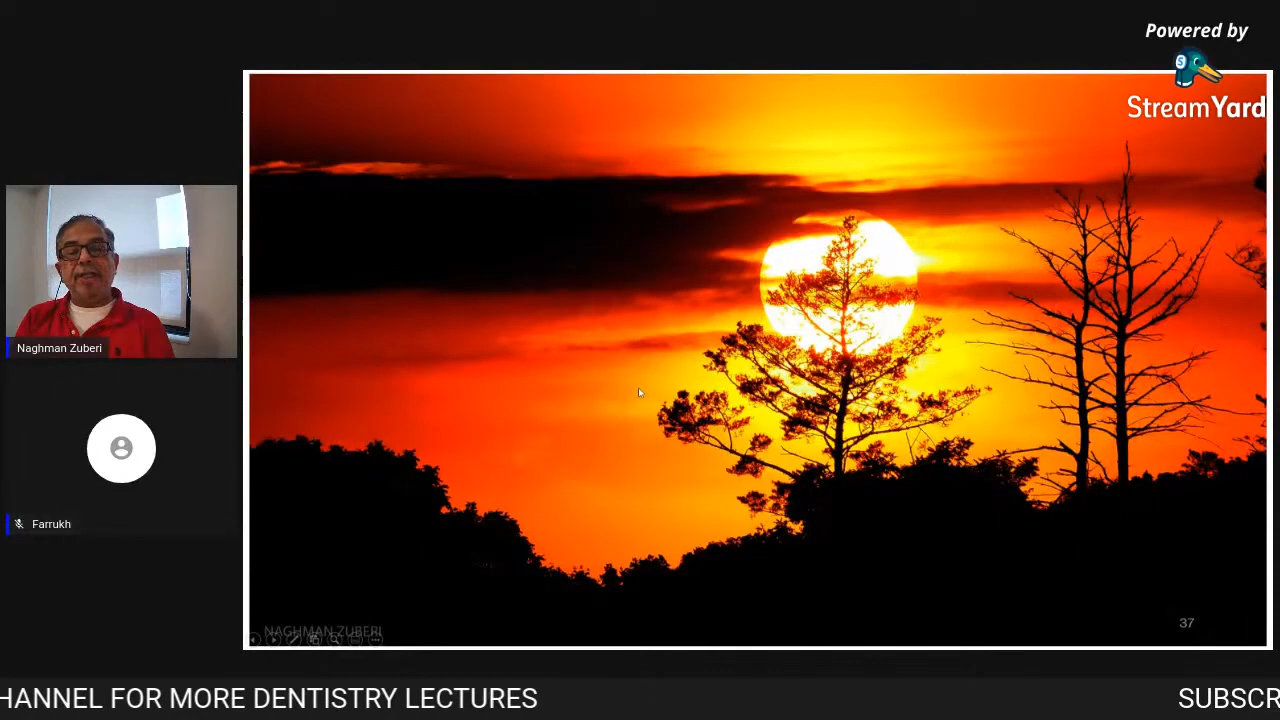 Powered by
StreamYard
Naghman Zuberi
Farrukh
NAGHMAN ZUBERI
37
HANNEL FOR MORE DENTISTRY LECTURES
SUBSCR